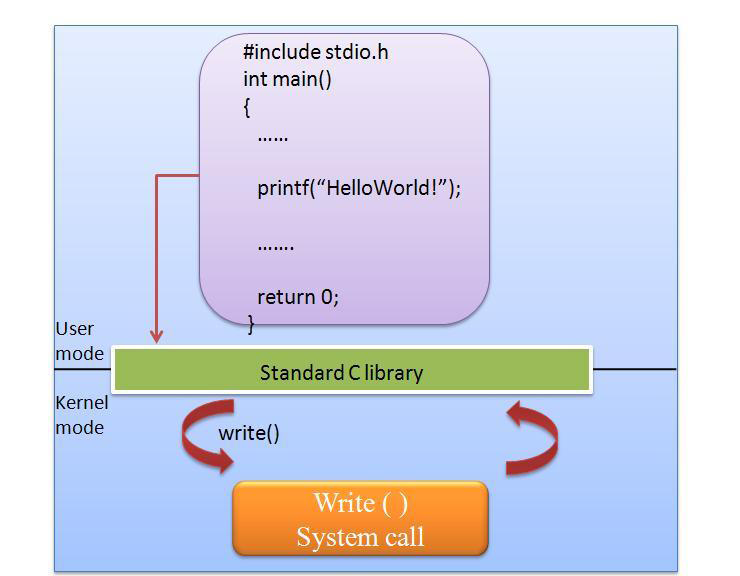 #include stdio.h
int main()
{
……
printf(“HelloWorld!”);
…….
return 0;
}
User
mode
Standard C library
Kernel
mode
write()
Write ( )
System call